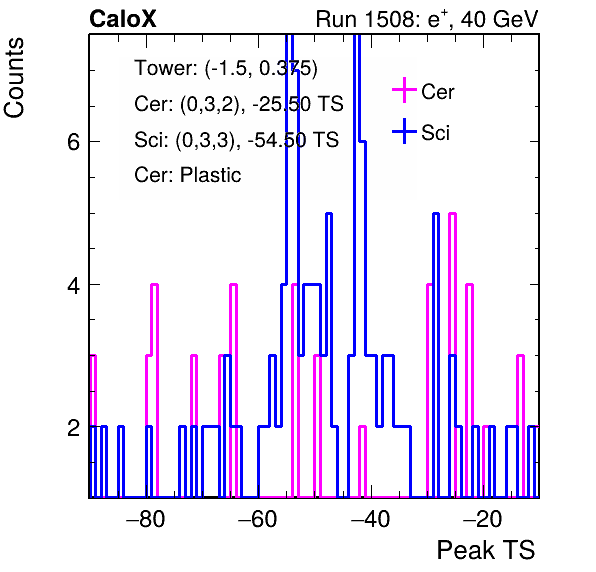 CaloX Run 1508: e⁺, 40 GeV
Counts
Tower: (-1.5, 0.375)
Cer: (0,3,2), -25.50 TS
Sci: (0,3,3), -54.50 TS
Cer: Plastic
Cer
Sci
6
4
2
−80 −60 −40 −20
Peak TS